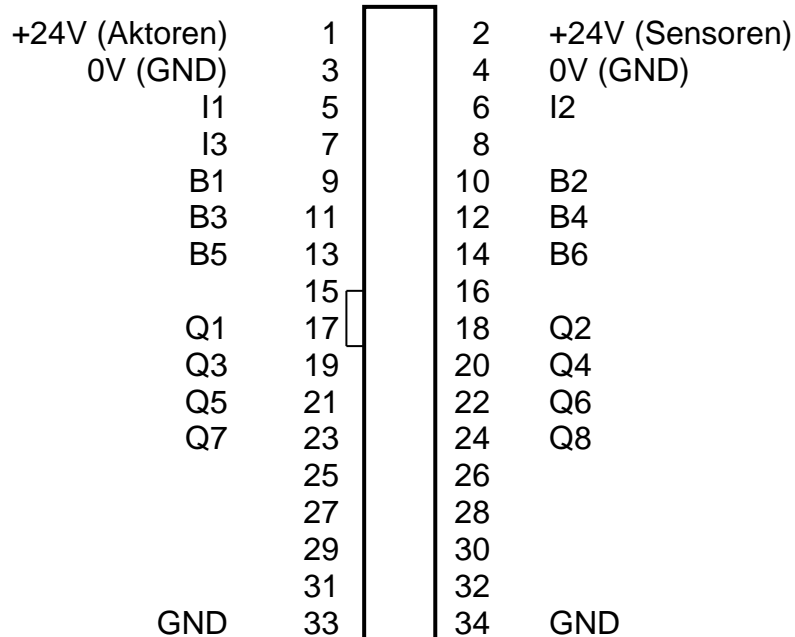 +24V (Aktoren) 1 2 +24V (Sensoren)
0V (GND) 3 4 0V (GND)
I1 5 6 I2
I3 7 8
B1 9 10 B2
B3 11 12 B4
B5 13 14 B6
15 16
Q1 17 18 Q2
Q3 19 20 Q4
Q5 21 22 Q6
Q7 23 24 Q8
25 26
27 28
29 30
31 32
GND 33 34 GND